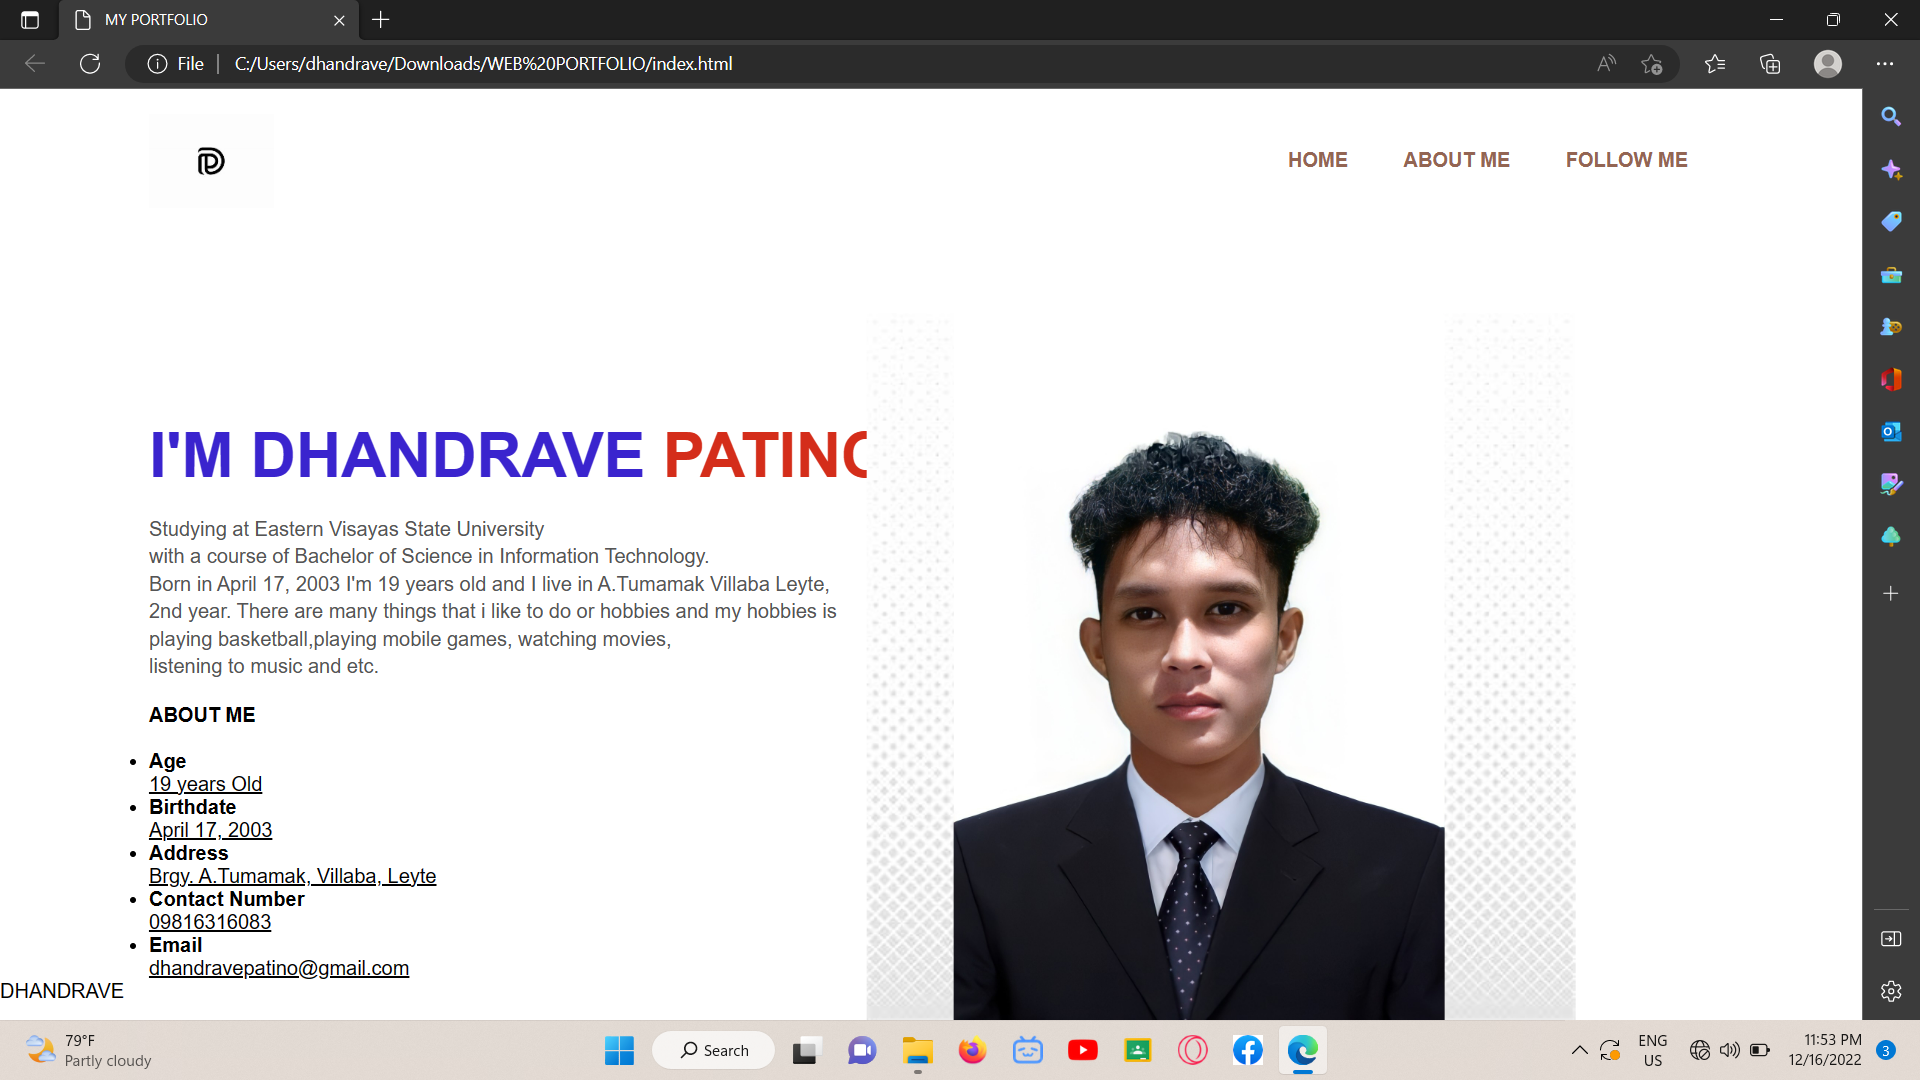 MY PORTFOLIO
File
C:/Users/dhandrave/Downloads/WEB%20PORTFOLIO/index.html
HOME ABOUT ME FOLLOW ME
I'M DHANDRAVE PATINO
Studying at Eastern Visayas State University
with a course of Bachelor of Science in Information Technology.
Born in April 17, 2003 I'm 19 years old and I live in A.Tumamak Villaba Leyte,
2nd year. There are many things that i like to do or hobbies and my hobbies is
playing basketball,playing mobile games, watching movies,
listening to music and etc.
ABOUT ME
Age
19 years Old
Birthdate
April 17, 2003
Address
Brgy. A.Tumamak, Villaba, Leyte
Contact Number
09816316083
Email
dhandravepatino@gmail.com
DHANDRAVE
79°F
Partly cloudy
Search
ENG
US
11:53 PM
12/16/2022
3